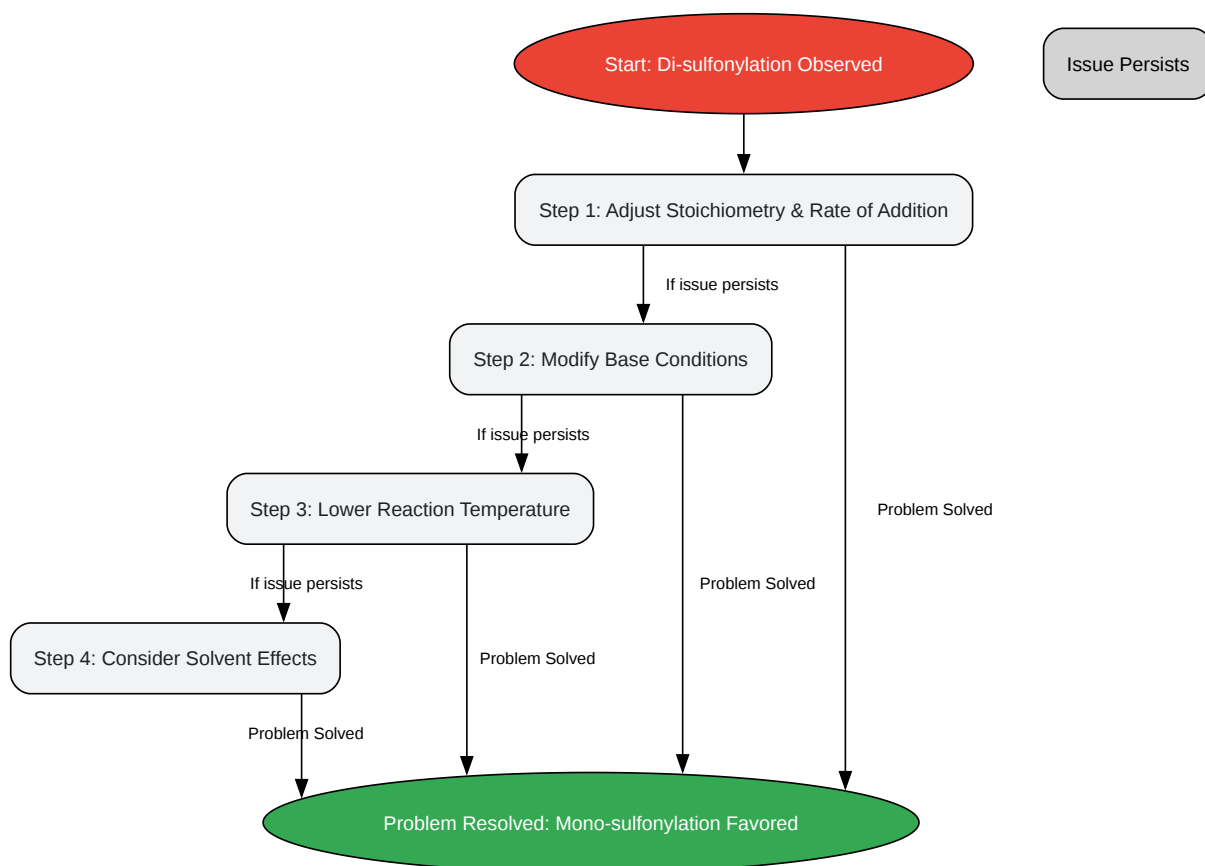 Start: Di-sulfonylation Observed
Issue Persists
Step 1: Adjust Stoichiometry & Rate of Addition
If issue persists
Step 2: Modify Base Conditions
If issue persists
Step 3: Lower Reaction Temperature
Problem Solved
If issue persists
Problem Solved
Step 4: Consider Solvent Effects
Problem Solved
Problem Solved
Problem Resolved: Mono-sulfonylation Favored